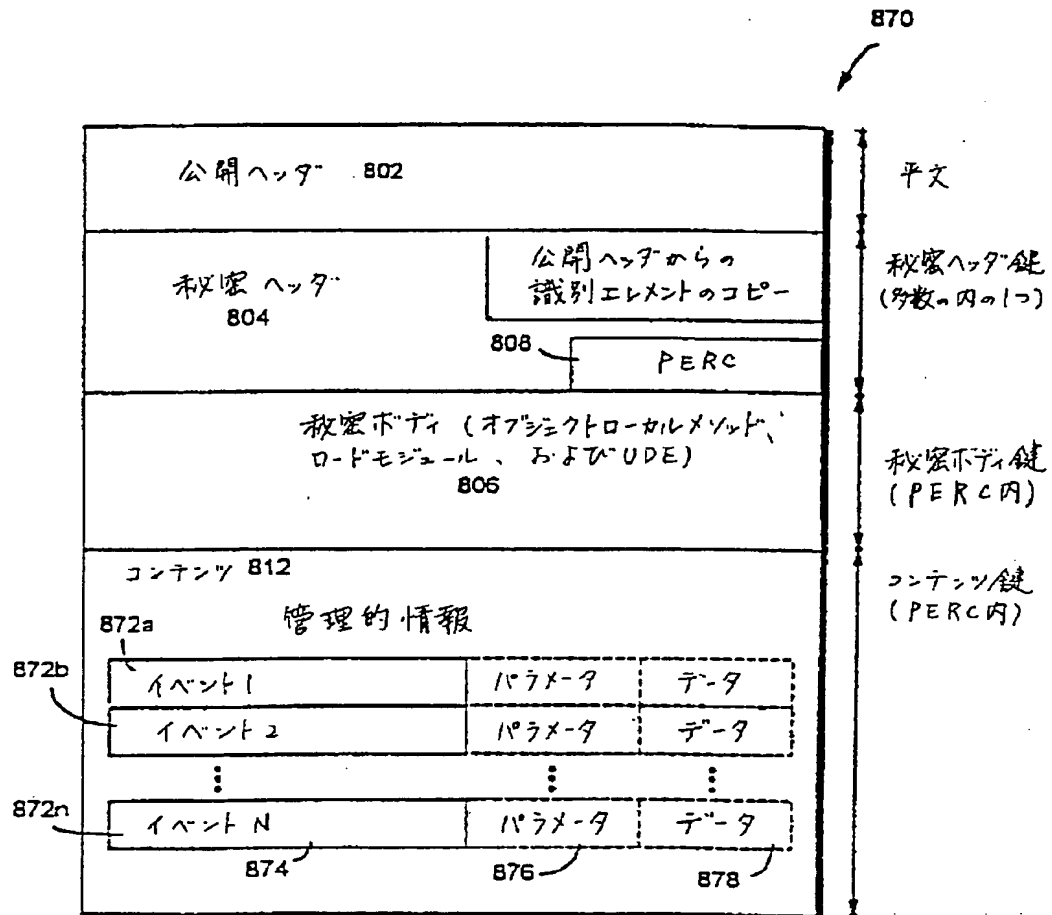 870
公開ヘッダ 802
平文
秘密ヘッダ
804
公開ヘッダからの
識別エレメントのコピー
808
PERC
秘密ヘッダ鍵
(多数の内の1つ)
秘密ボディ (オブジェクトローカルメソッド、
ロードモジュール、およびUDE)
806
秘密ボディ鍵
(PERC内)
コンテンツ 812
管理的情報
コンテンツ鍵
(PERC内)
872a
872b
イベント1 パラメータ データ
イベント2 パラメータ データ
872n
イベントN パラメータ データ
874 876 878